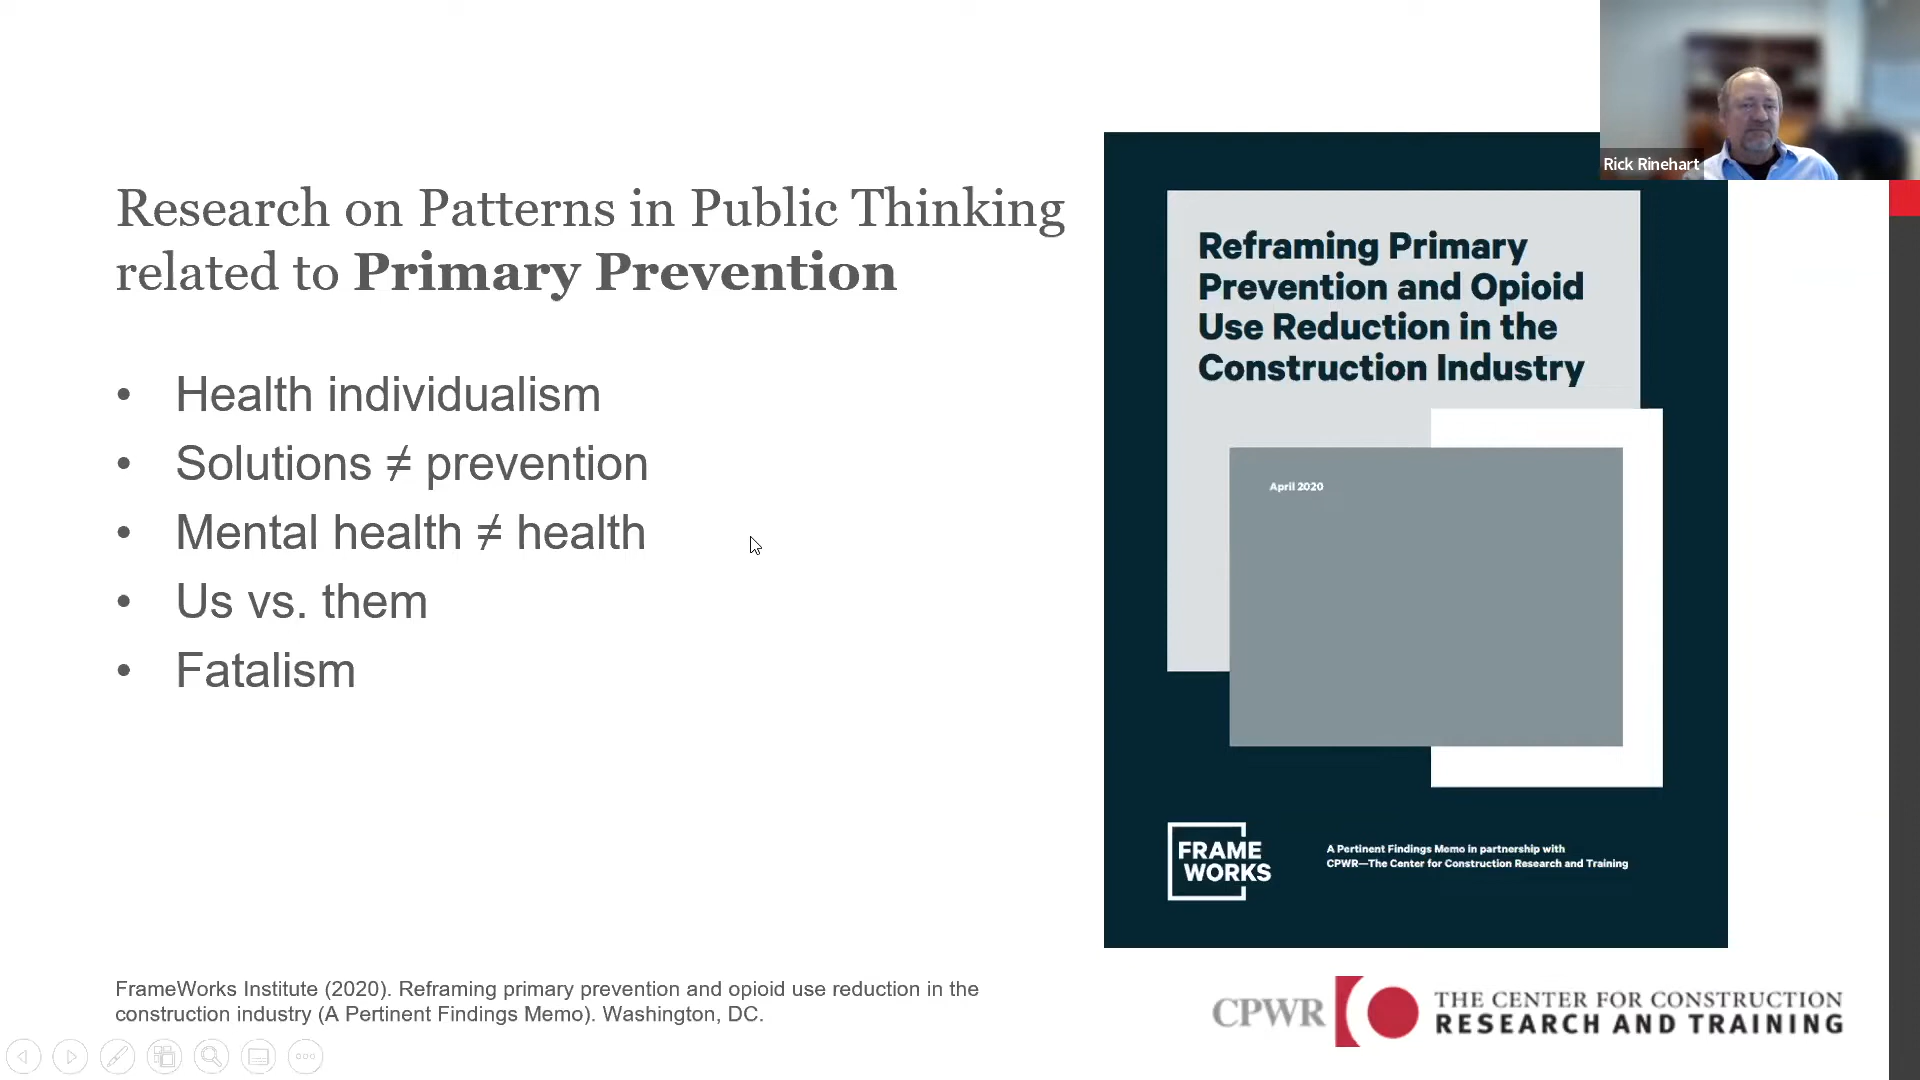 Rick Rinehart
Research on Patterns in Public Thinking
related to Primary Prevention
• Health individualism
• Solutions ≠ prevention
• Mental health ≠ health
• Us vs. them
• Fatalism
Reframing Primary
Prevention and Opioid
Use Reduction in the
Construction Industry
April 2020
FRAME
WORKS
A Pertinent Findings Memo in partnership with
CPWR—The Center for Construction Research and Training
FrameWorks Institute (2020). Reframing primary prevention and opioid use reduction in the
construction industry (A Pertinent Findings Memo). Washington, DC.
CPWR
THE CENTER FOR CONSTRUCTION
RESEARCH AND TRAINING